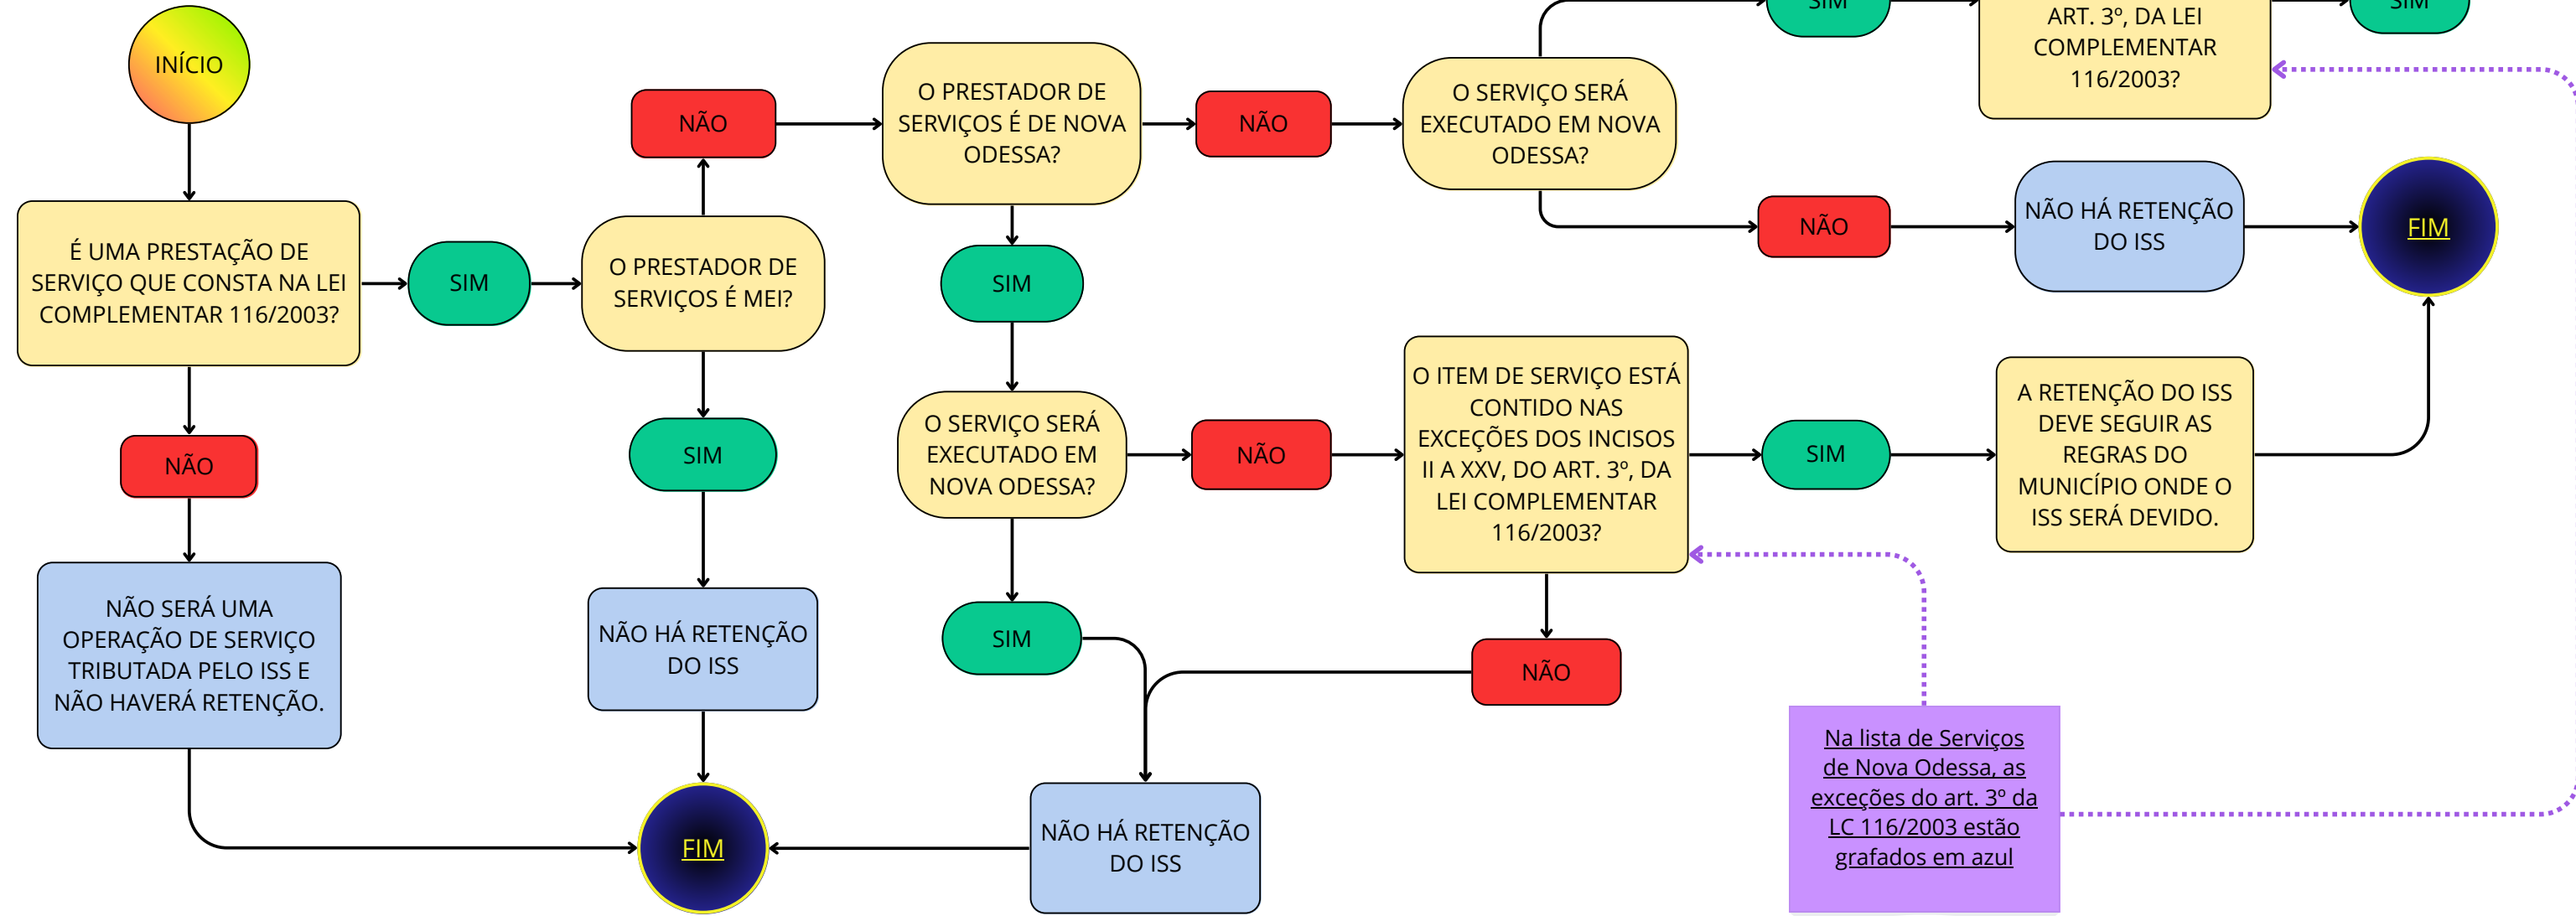 INÍCIO
É UMA PRESTAÇÃO DE
SERVIÇO QUE CONSTA NA LEI
COMPLEMENTAR 116/2003?
NÃO
NÃO SERÁ UMA
OPERAÇÃO DE SERVIÇO
TRIBUTADA PELO ISS E
NÃO HAVERÁ RETENÇÃO.
SIM
O PRESTADOR DE
SERVIÇOS É MEI?
SIM
NÃO HÁ RETENÇÃO
DO ISS
FIM
NÃO
O PRESTADOR DE
SERVIÇOS É DE NOVA
ODESSA?
SIM
O SERVIÇO SERÁ
EXECUTADO EM
NOVA ODESSA?
SIM
NÃO HÁ RETENÇÃO
DO ISS
NÃO
O ITEM DE SERVIÇO ESTÁ
CONTIDO NAS
EXCEÇÕES DOS INCISOS
II A XXV, DO ART. 3º, DA
LEI COMPLEMENTAR
116/2003?
NÃO
SIM
A RETENÇÃO DO ISS
DEVE SEGUIR AS
REGRAS DO
MUNICÍPIO ONDE O
ISS SERÁ DEVIDO.
NÃO
O SERVIÇO SERÁ
EXECUTADO EM NOVA
ODESSA?
SIM
ART. 3º, DA LEI
COMPLEMENTAR
116/2003?
SIM
NÃO
NÃO HÁ RETENÇÃO
DO ISS
FIM
Na lista de Serviços
de Nova Odessa, as
exceções do art. 3º da
LC 116/2003 estão
grafados em azul